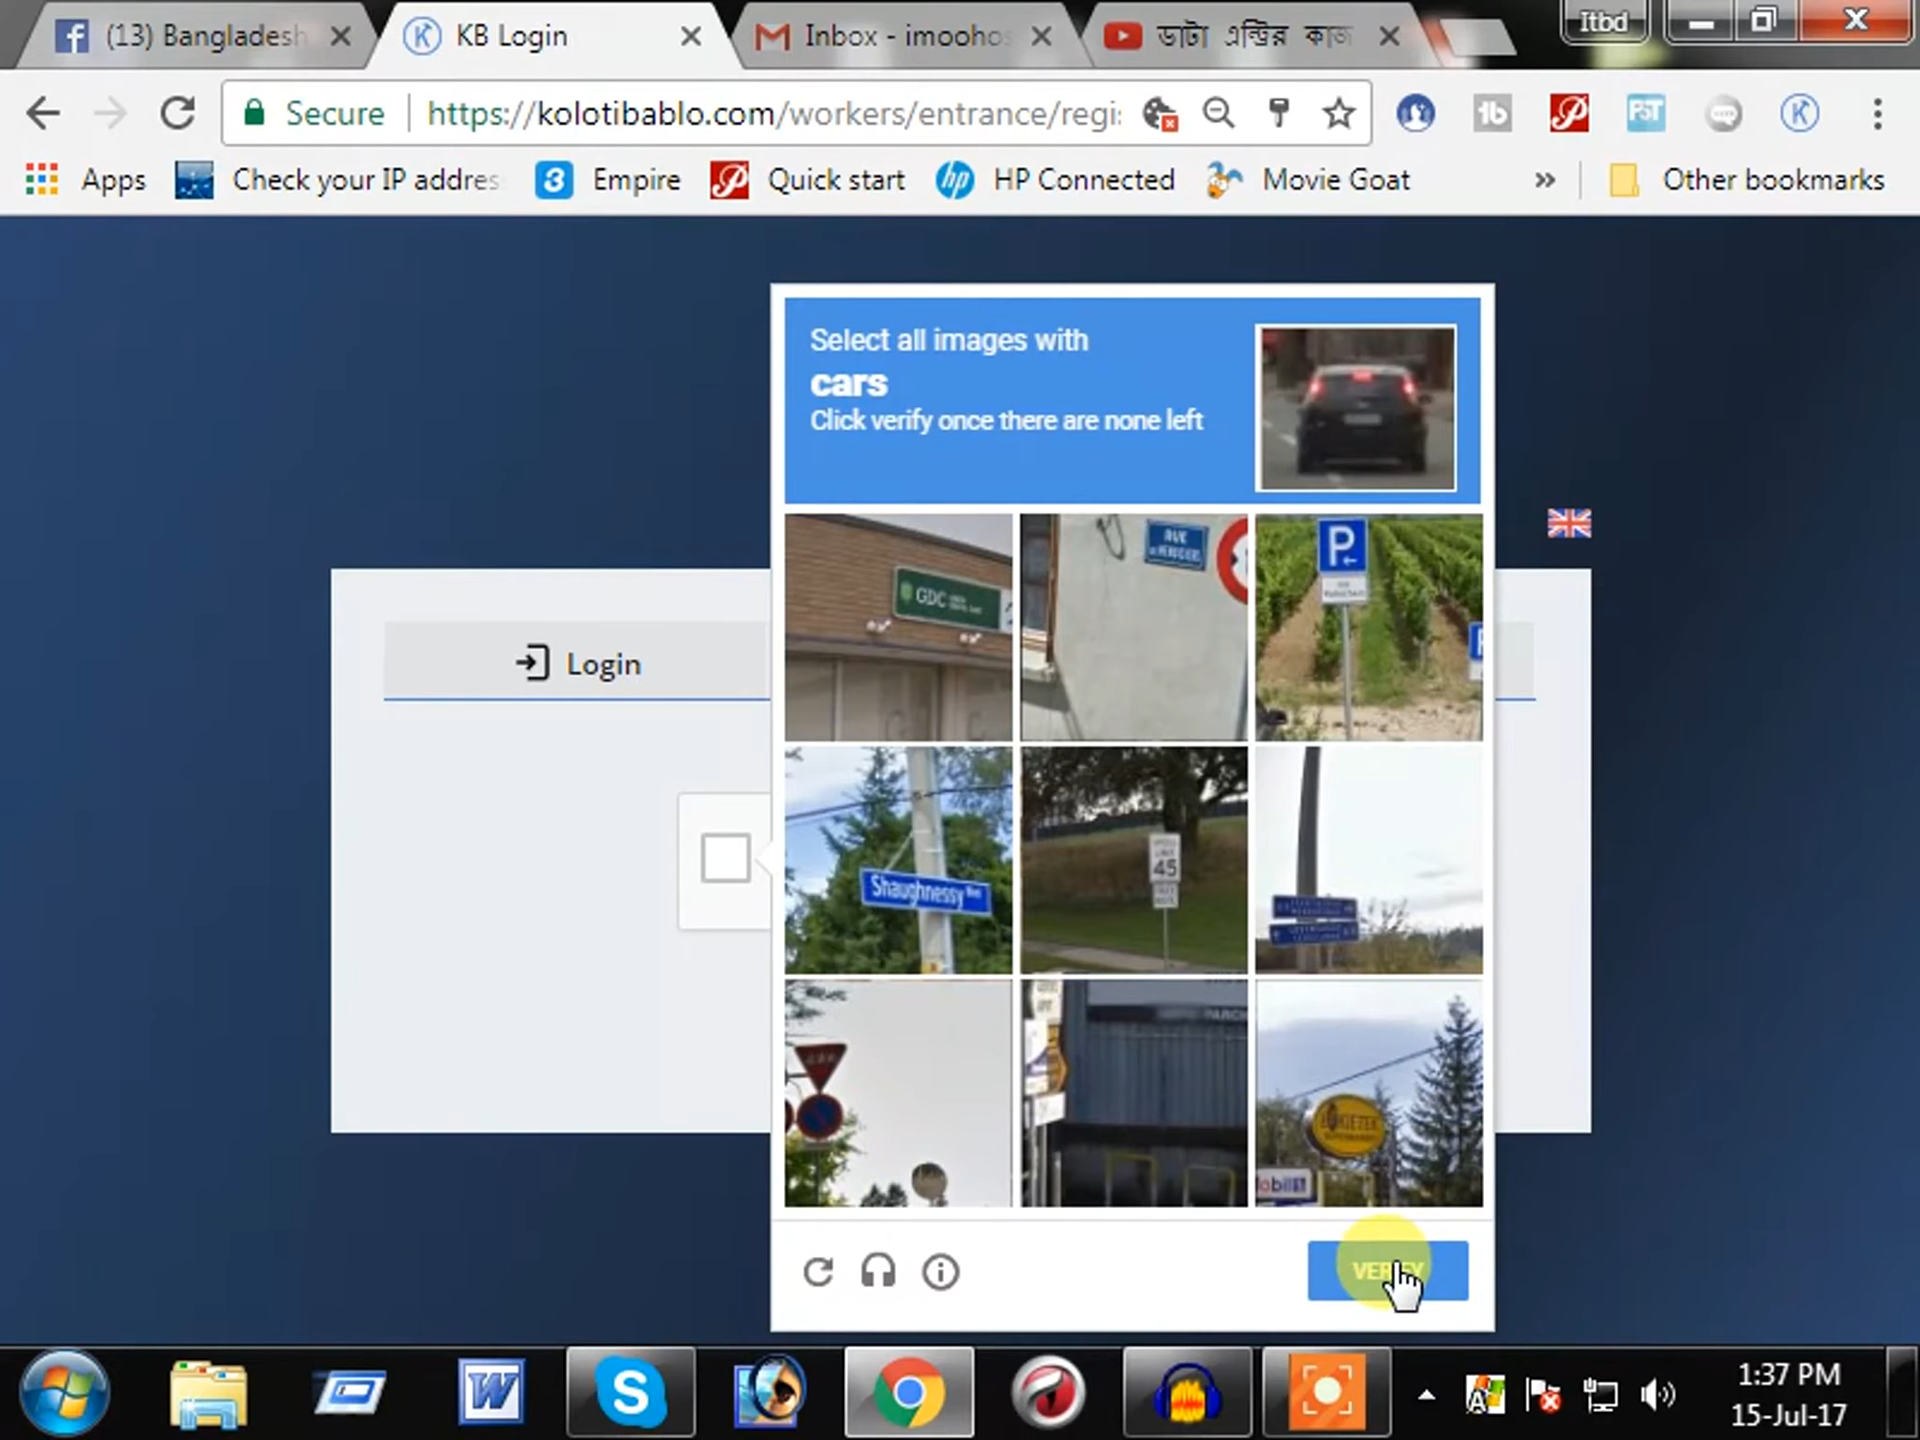 (13) Bangladesh
KB Login
Inbox - imoohos
ডাটা এন্ট্রির কাজ
Itbd
Secure
https://kolotibablo.com/workers/entrance/regi
Apps
Check your IP addres
Empire
Quick start
HP Connected
Movie Goat
»
Other bookmarks
Select all images with
cars
Click verify once there are none left
GDC
RUE
P
Login
Shaughnessy
45
VERIFY
1:37 PM
15-Jul-17